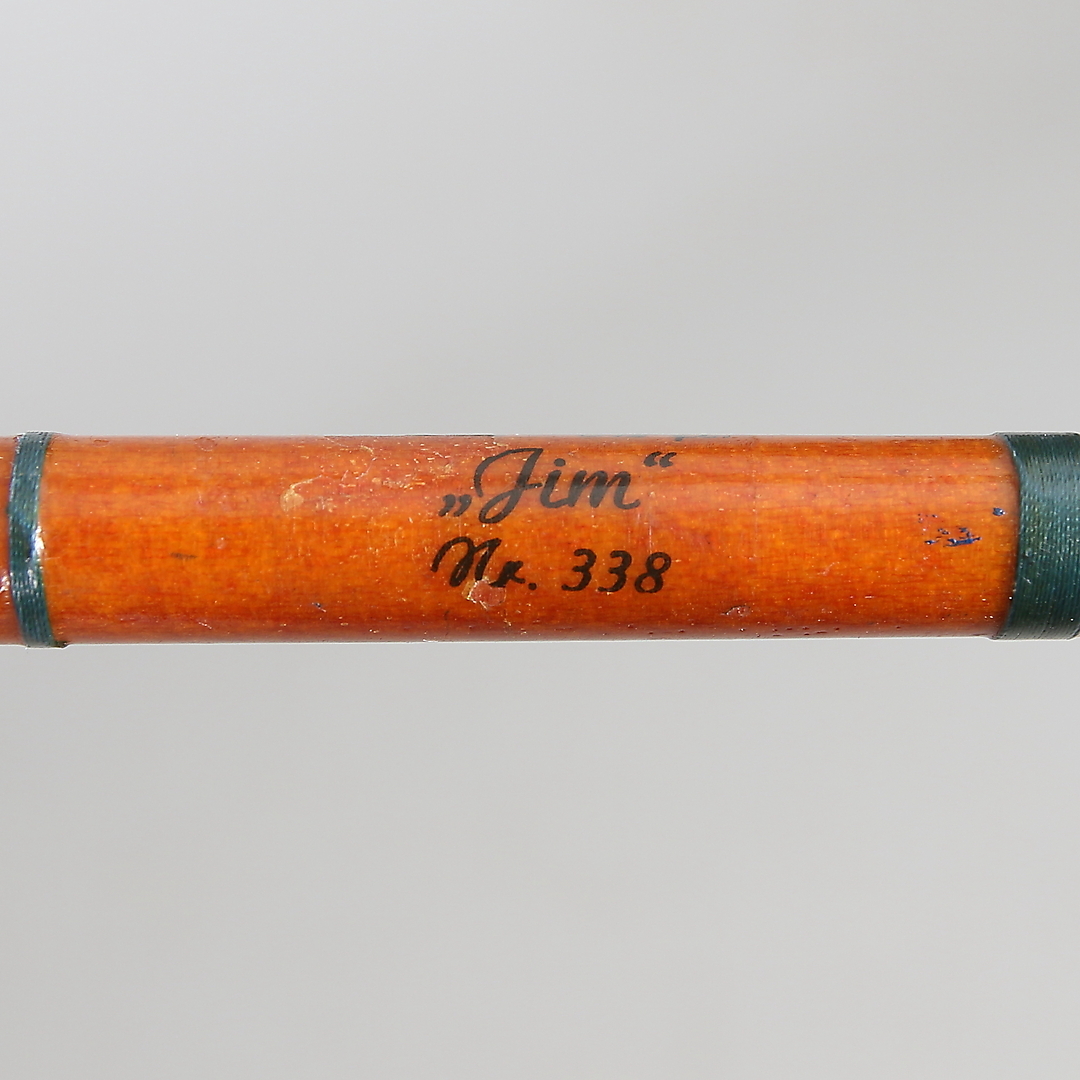 „Jim“
Nr. 338